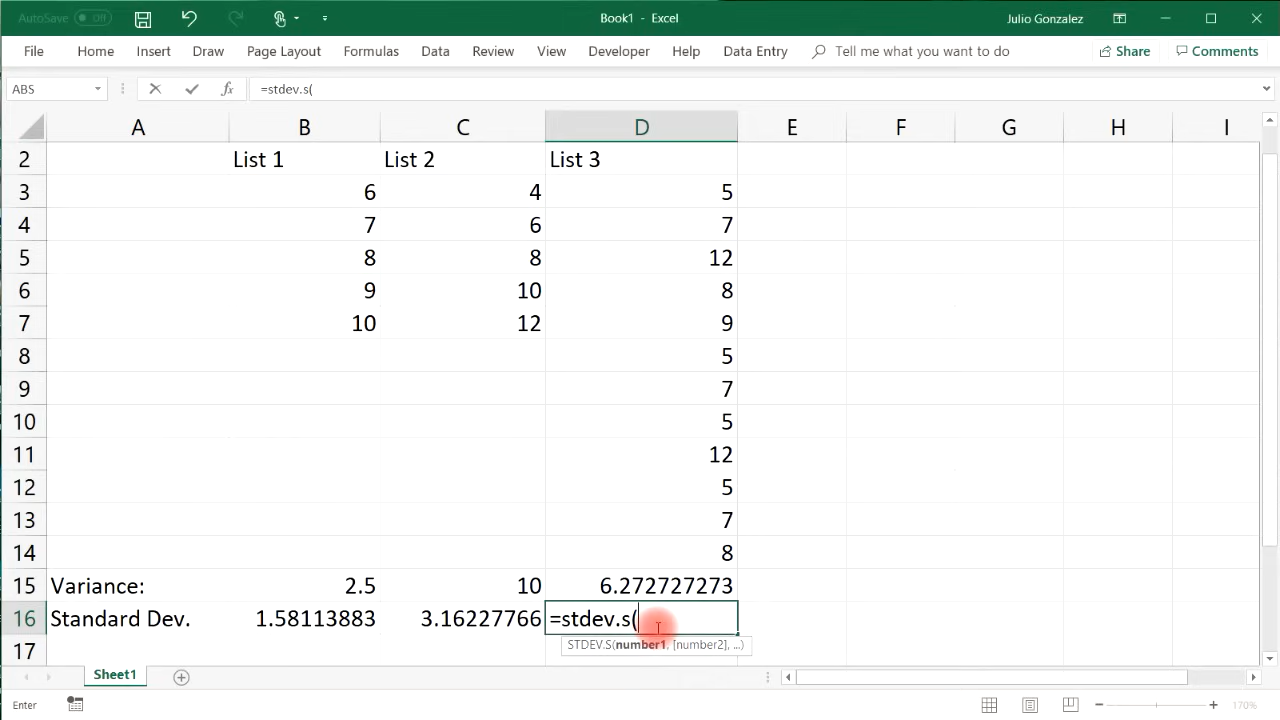 AutoSave Off Book1 - Excel Julio Gonzalez
File Home Insert Draw Page Layout Formulas Data Review View Developer Help Data Entry Tell me what you want to do Share Comments
ABS fx =stdev.s(
A B C D E F G H I
2 List 1 List 2 List 3
3 6 4 5
4 7 6 7
5 8 8 12
6 9 10 8
7 10 12 9
8 5
9 7
10 5
11 12
12 5
13 7
14 8
15 Variance: 2.5 10 6.272727273
16 Standard Dev. 1.58113883 3.16227766 =stdev.s(
STDEV.S(number1, [number2], ...)
17
Sheet1
Enter 170%